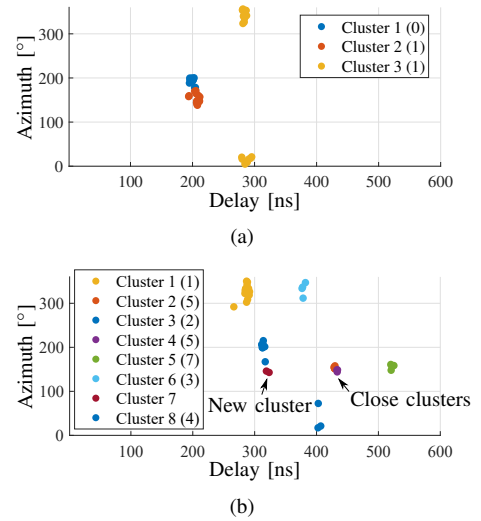 Azimuth [°]
300
200
100
0
Cluster 1 (0)
Cluster 2 (1)
Cluster 3 (1)
100 200 300 400 500 600
Delay [ns]
(a)
Azimuth [°]
300
200
100
0
Cluster 1 (1)
Cluster 2 (5)
Cluster 3 (2)
Cluster 4 (5)
Cluster 5 (7)
Cluster 6 (3)
Cluster 7
Cluster 8 (4)
New cluster
Close clusters
100 200 300 400 500 600
Delay [ns]
(b)